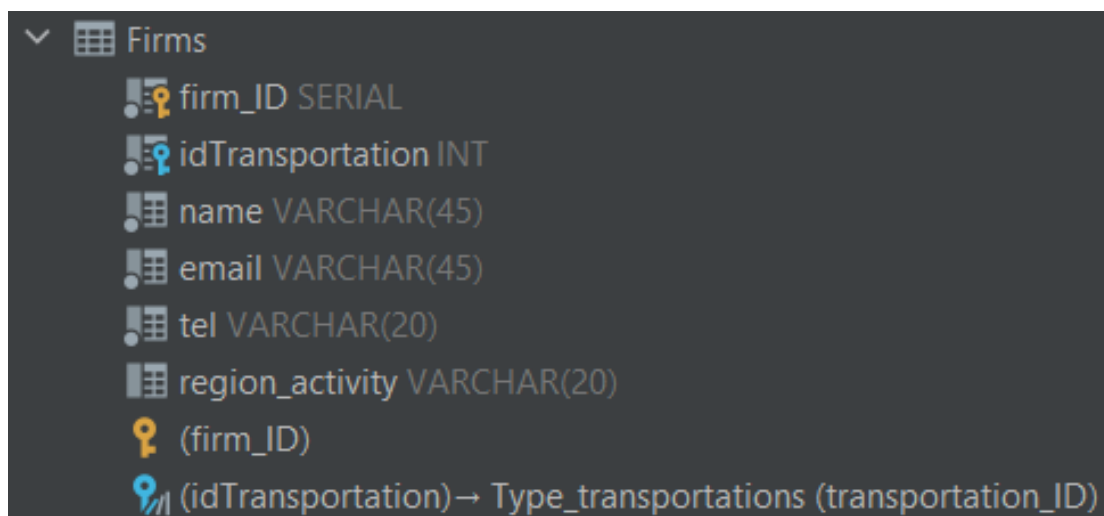 Firms
firm_ID SERIAL
idTransportation INT
name VARCHAR(45)
email VARCHAR(45)
tel VARCHAR(20)
region_activity VARCHAR(20)
(firm_ID)
(idTransportation)→ Type_transportations (transportation_ID)